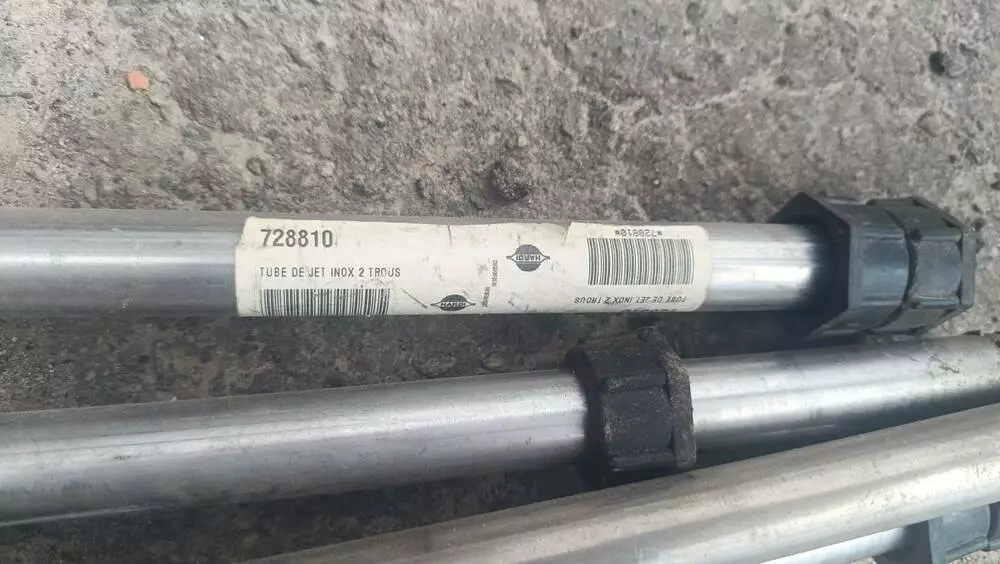 728810
TUBE DE JET INOX 2 TROUS
HARDI
HARDI
*728810*
TUBE DE JET INOX 2 TROUS